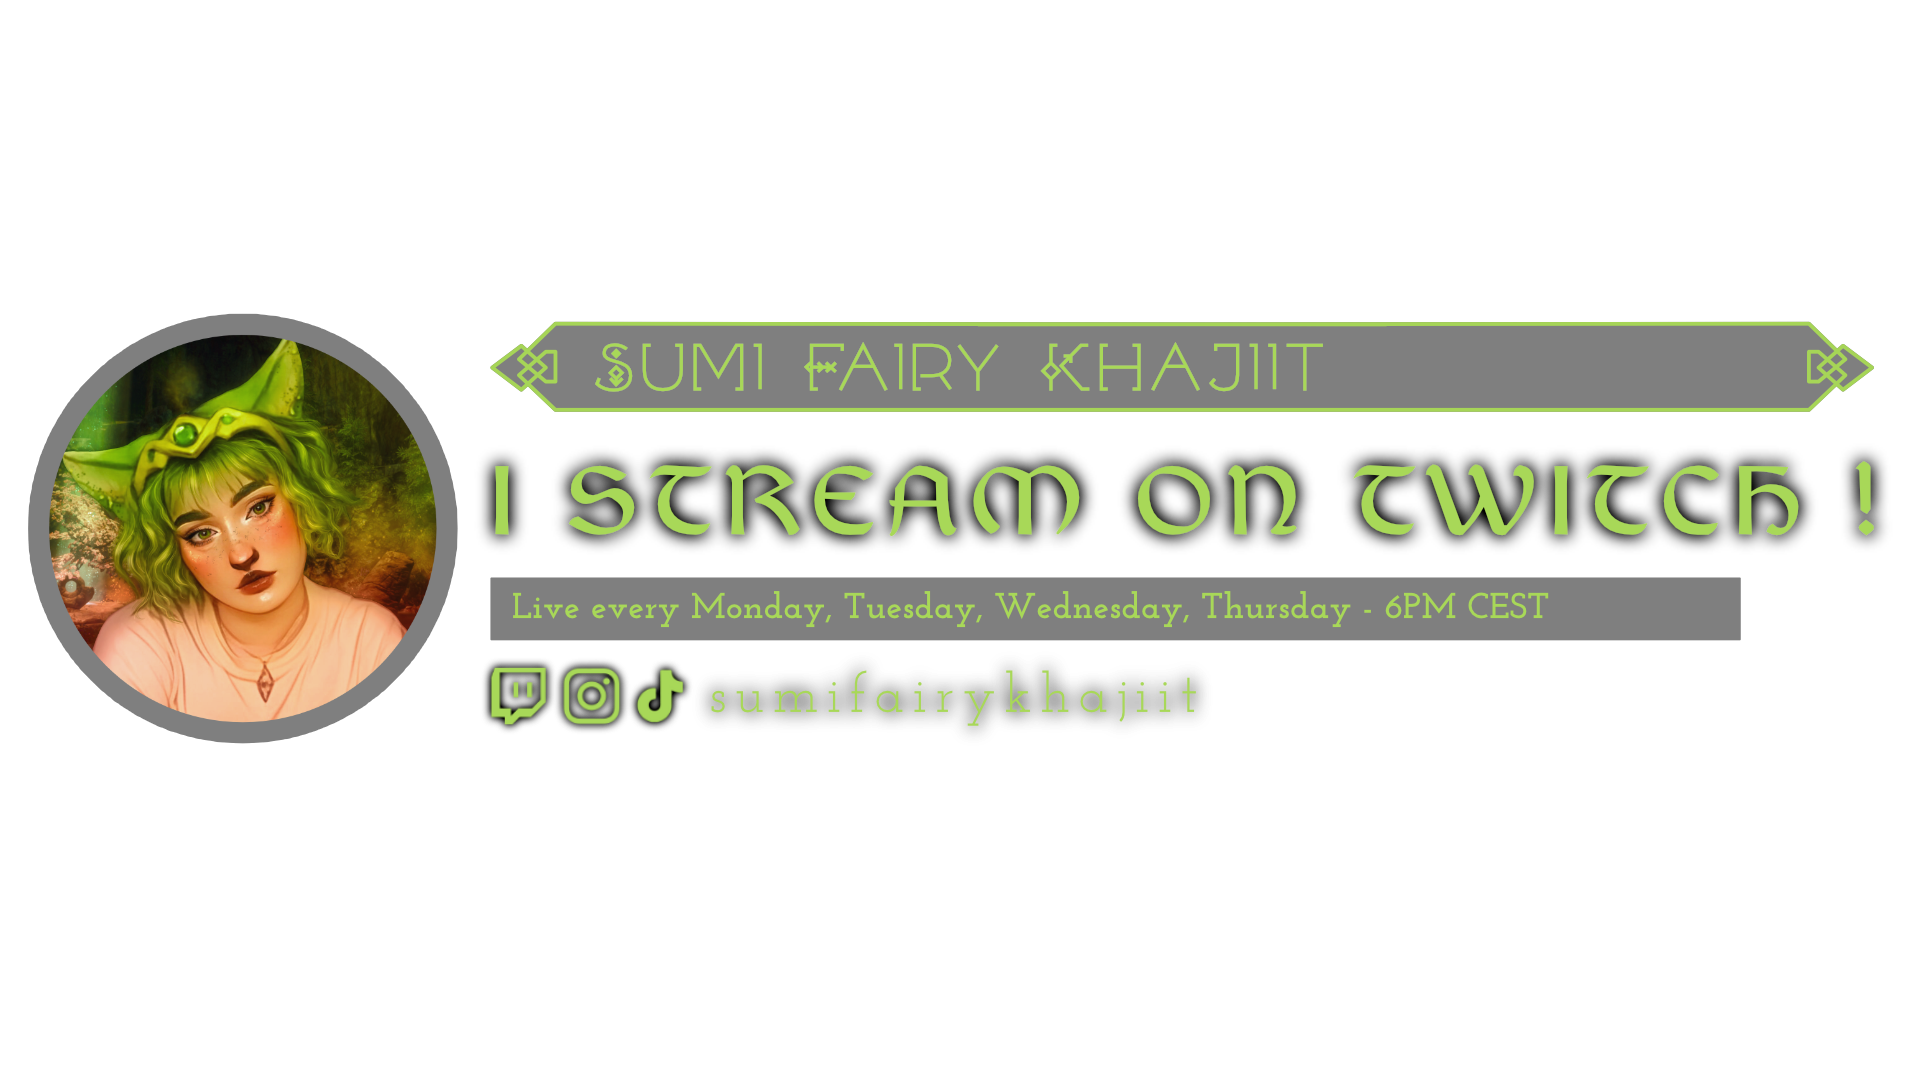 SUMI FAIRY KHAJIIT
I STREAM ON TWITCH !
Live every Monday, Tuesday, Wednesday, Thursday - 6PM CEST
sumifairykhajiit